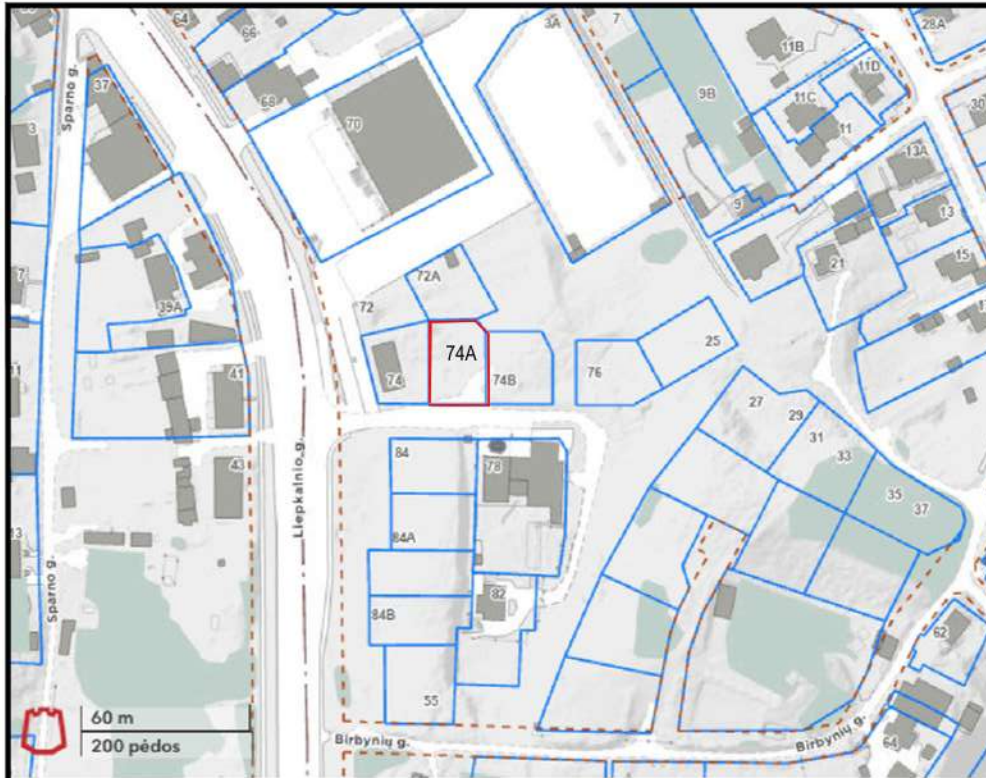 64
66
3A
7
11B
28A
Sparno g.
37
68
70
9B
11C
11D
11
30
3
13A
9
13
21
15
7
39A
72A
72
74A
74
74B
76
25
41
27
29
31
33
35
37
84
78
43
Liepkalnio g.
84A
82
84B
Sparno g.
55
62
64
60 m
200 pėdos
Birbynių g.
Birbynių g.